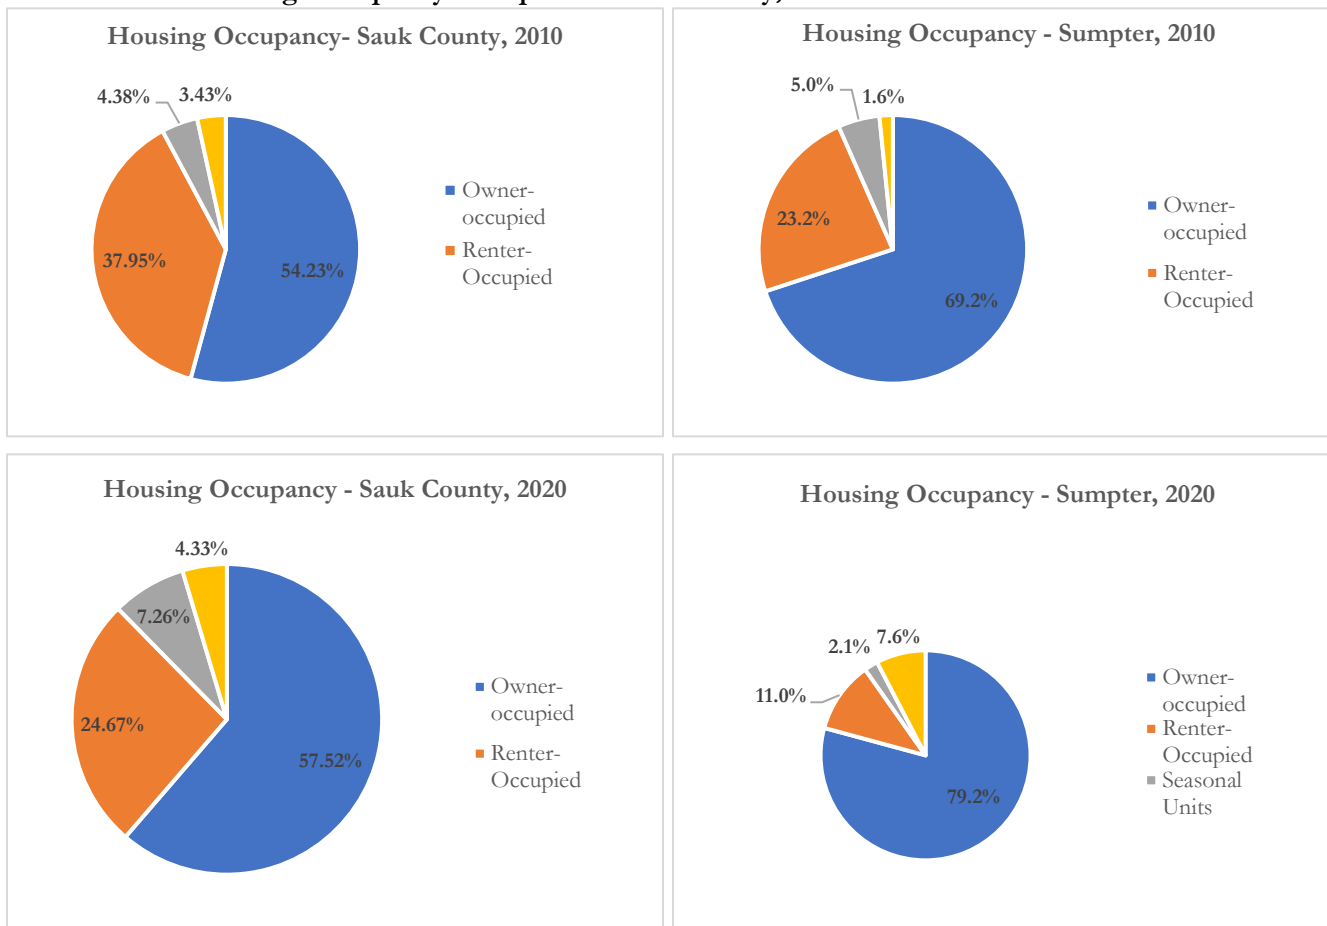 Housing Occupancy- Sauk County, 2010
4.38%
3.43%
37.95%
54.23%
Owner-
occupied
Renter-
Occupied
Housing Occupancy - Sumpter, 2010
5.0%
1.6%
23.2%
69.2%
Owner-
occupied
Renter-
Occupied
Housing Occupancy - Sauk County, 2020
4.33%
7.26%
24.67%
57.52%
Owner-
occupied
Renter-
Occupied
Housing Occupancy - Sumpter, 2020
2.1%
7.6%
11.0%
79.2%
Owner-
occupied
Renter-
Occupied
Seasonal
Units